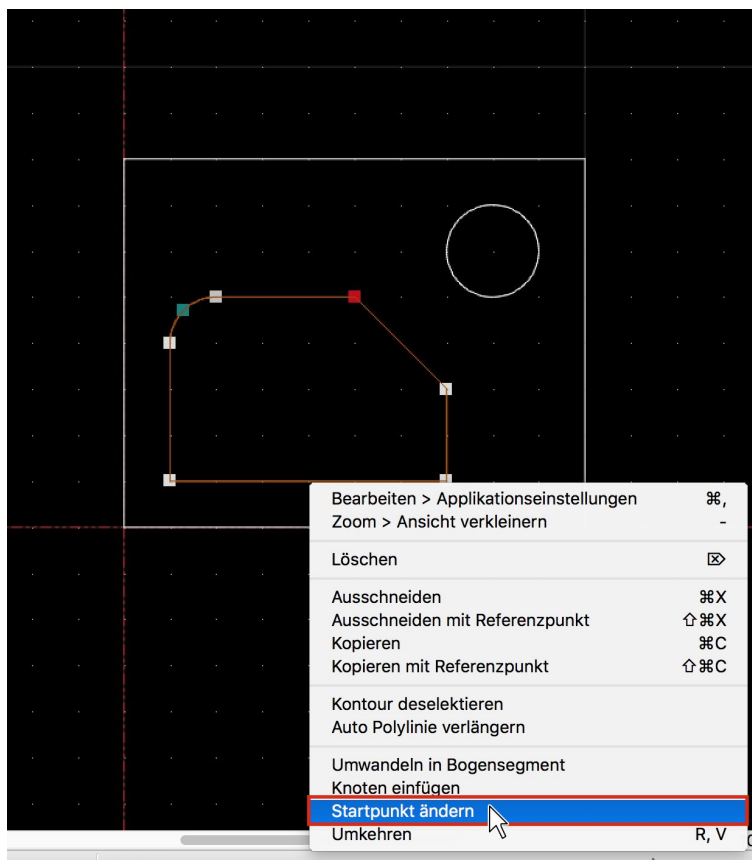 Bearbeiten > Applikationseinstellungen ⌘,
Zoom > Ansicht verkleinern -
Löschen ⌦
Ausschneiden ⌘X
Ausschneiden mit Referenzpunkt ⇧⌘X
Kopieren ⌘C
Kopieren mit Referenzpunkt ⇧⌘C
Kontour deselektieren
Auto Polylinie verlängern
Umwandeln in Bogensegment
Knoten einfügen
Startpunkt ändern
Umkehren R, V